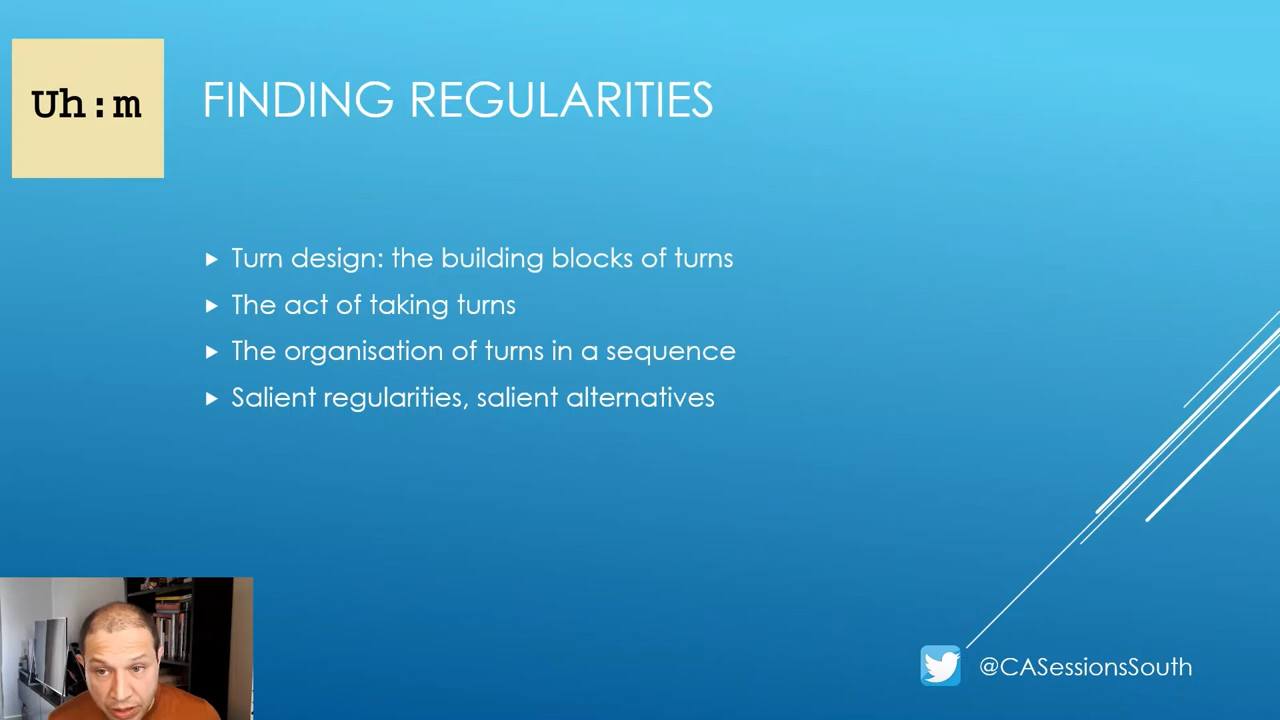 Uh:m
FINDING REGULARITIES
Turn design: the building blocks of turns
The act of taking turns
The organisation of turns in a sequence
Salient regularities, salient alternatives
@CASessionsSouth